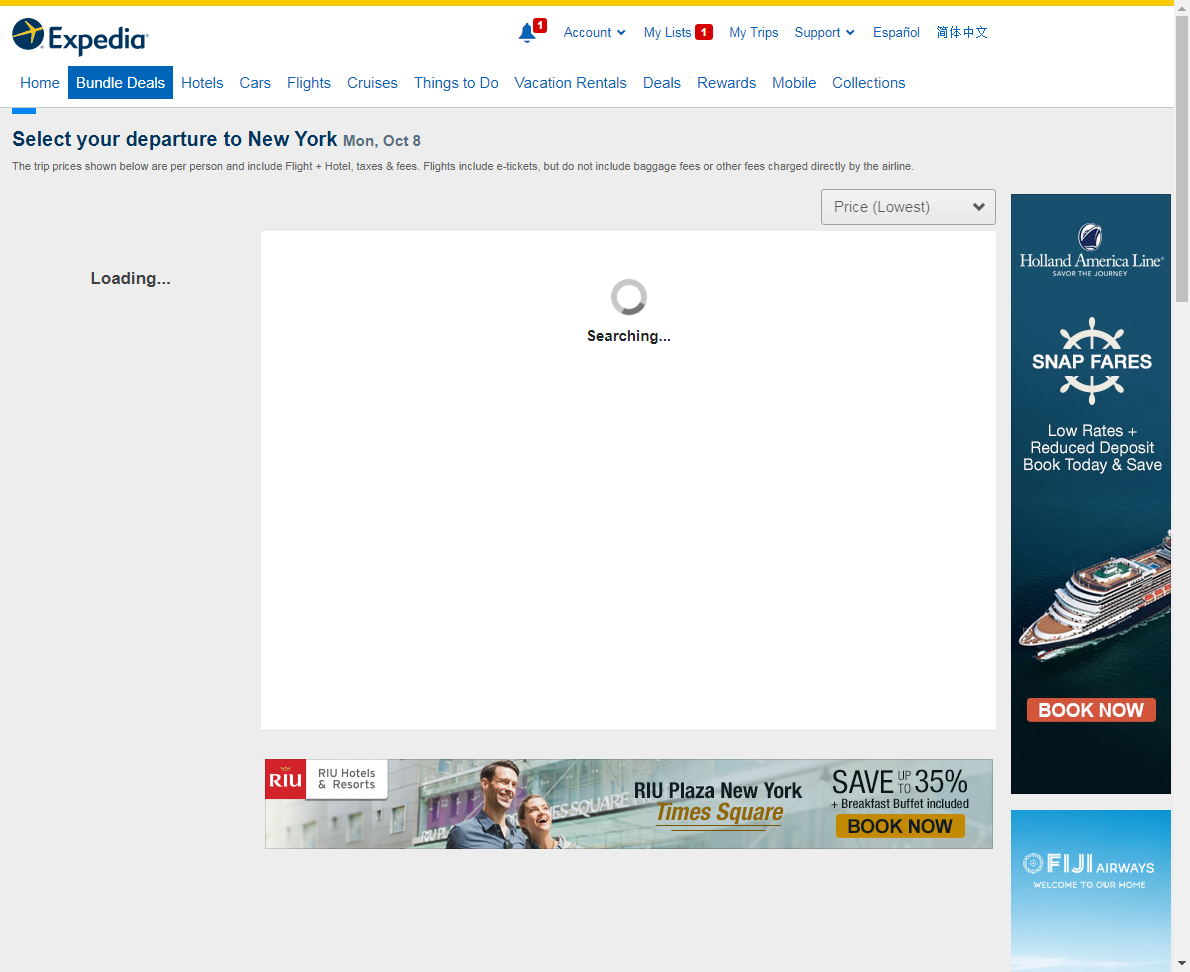 Expedia
1
Account
My Lists 1
My Trips
Support
Español
简体中文
Home
Bundle Deals
Hotels
Cars
Flights
Cruises
Things to Do
Vacation Rentals
Deals
Rewards
Mobile
Collections
Select your departure to New York Mon, Oct 8
The trip prices shown below are per person and include Flight + Hotel, taxes & fees. Flights include e-tickets, but do not include baggage fees or other fees charged directly by the airline.
Price (Lowest)
Loading...
Searching...
Holland America Line®
SAVOR THE JOURNEY
SNAP FARES
Low Rates +
Reduced Deposit
Book Today & Save
BOOK NOW
RIU
RIU Hotels
& Resorts
RIU Plaza New York
Times Square
SAVE UP TO 35%
+ Breakfast Buffet included
BOOK NOW
FIJI AIRWAYS
WELCOME TO OUR HOME